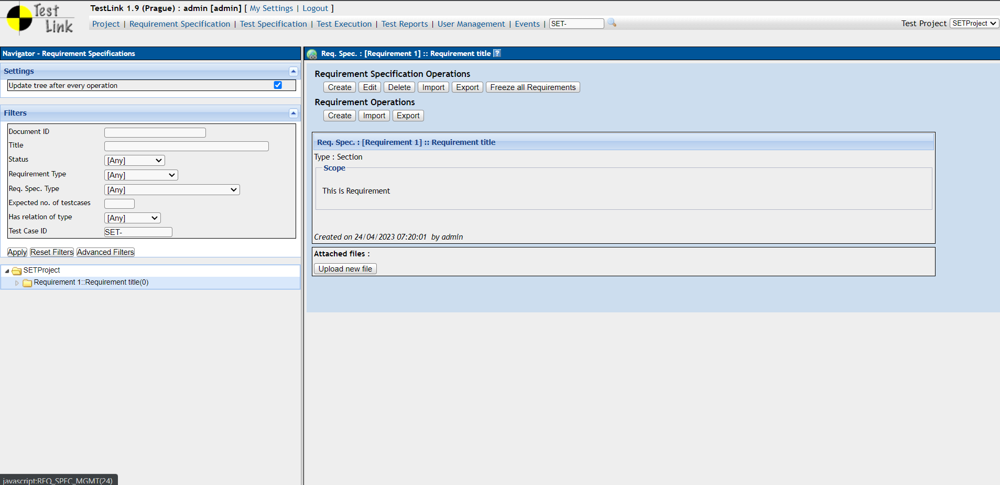 Test Link
TestLink 1.9 (Prague) : admin [admin] [ My Settings | Logout ]
Project | Requirement Specification | Test Specification | Test Execution | Test Reports | User Management | Events | SET-
Test Project SETProject
Navigator - Requirement Specifications
Settings
Update tree after every operation
Filters
Document ID
Title
Status [Any]
Requirement Type [Any]
Req. Spec. Type [Any]
Expected no. of testcases
Has relation of type [Any]
Test Case ID SET-
Apply Reset Filters Advanced Filters
SETProject
Requirement 1::Requirement title(0)
javascript:REQ_SPEC_MGMT(24)
Req. Spec. : [Requirement 1] :: Requirement title ?
Requirement Specification Operations
Create Edit Delete Import Export Freeze all Requirements
Requirement Operations
Create Import Export
Req. Spec. : [Requirement 1] :: Requirement title
Type : Section
Scope
This is Requirement
Created on 24/04/2023 07:20:01 by admin
Attached files :
Upload new file